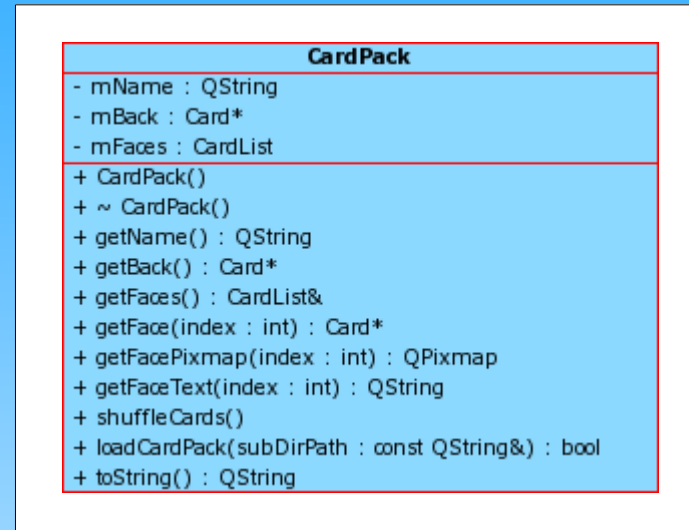 CardPack
- mName : QString
- mBack : Card*
- mFaces : CardList
+ CardPack()
+ ~ CardPack()
+ getName() : QString
+ getBack() : Card*
+ getFaces() : CardList&
+ getFace(index : int) : Card*
+ getFacePixmap(index : int) : QPixmap
+ getFaceText(index : int) : QString
+ shuffleCards()
+ loadCardPack(subDirPath : const QString&) : bool
+ toString() : QString